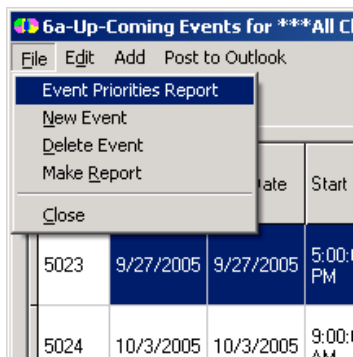 6a-Up-Coming Events for ***All
File Edit Add Post to Outlook
Event Priorities Report
New Event
Delete Event
Make Report
Close
ate Start
5023 9/27/2005 9/27/2005 5:00:
PM
5024 10/3/2005 10/3/2005 9:00:
AM